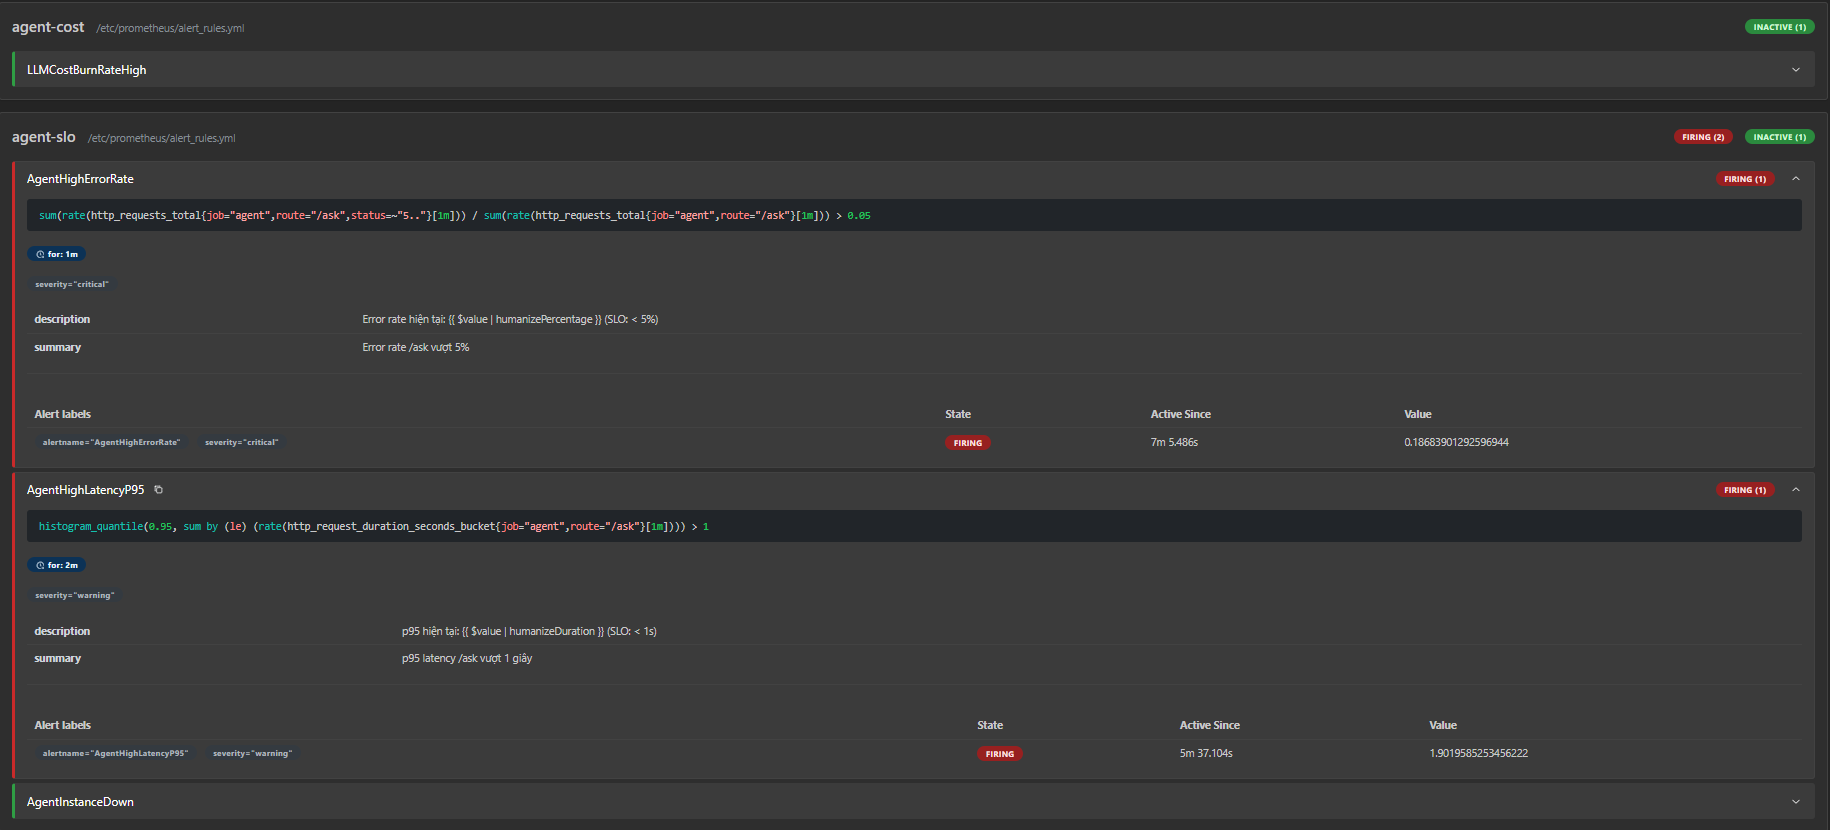 agent-cost /etc/prometheus/alert_rules.yml INACTIVE (1)
LLMCostBurnRateHigh
agent-slo /etc/prometheus/alert_rules.yml FIRING (2) INACTIVE (1)
AgentHighErrorRate FIRING (1)
sum(rate(http_requests_total{job="agent",route="/ask",status=~"5.."}[1m])) / sum(rate(http_requests_total{job="agent",route="/ask"}[1m])) > 0.05
for: 1m
severity="critical"
description Error rate hiện tại: {{ $value | humanizePercentage }} (SLO: < 5%)
summary Error rate /ask vượt 5%
Alert labels State Active Since Value
alertname="AgentHighErrorRate" severity="critical" FIRING 7m 5.486s 0.18683901292596944
AgentHighLatencyP95 FIRING (1)
histogram_quantile(0.95, sum by (le) (rate(http_request_duration_seconds_bucket{job="agent",route="/ask"}[1m]))) > 1
for: 2m
severity="warning"
description p95 hiện tại: {{ $value | humanizeDuration }} (SLO: < 1s)
summary p95 latency /ask vượt 1 giây
Alert labels State Active Since Value
alertname="AgentHighLatencyP95" severity="warning" FIRING 5m 37.104s 1.9019585253456222
AgentInstanceDown